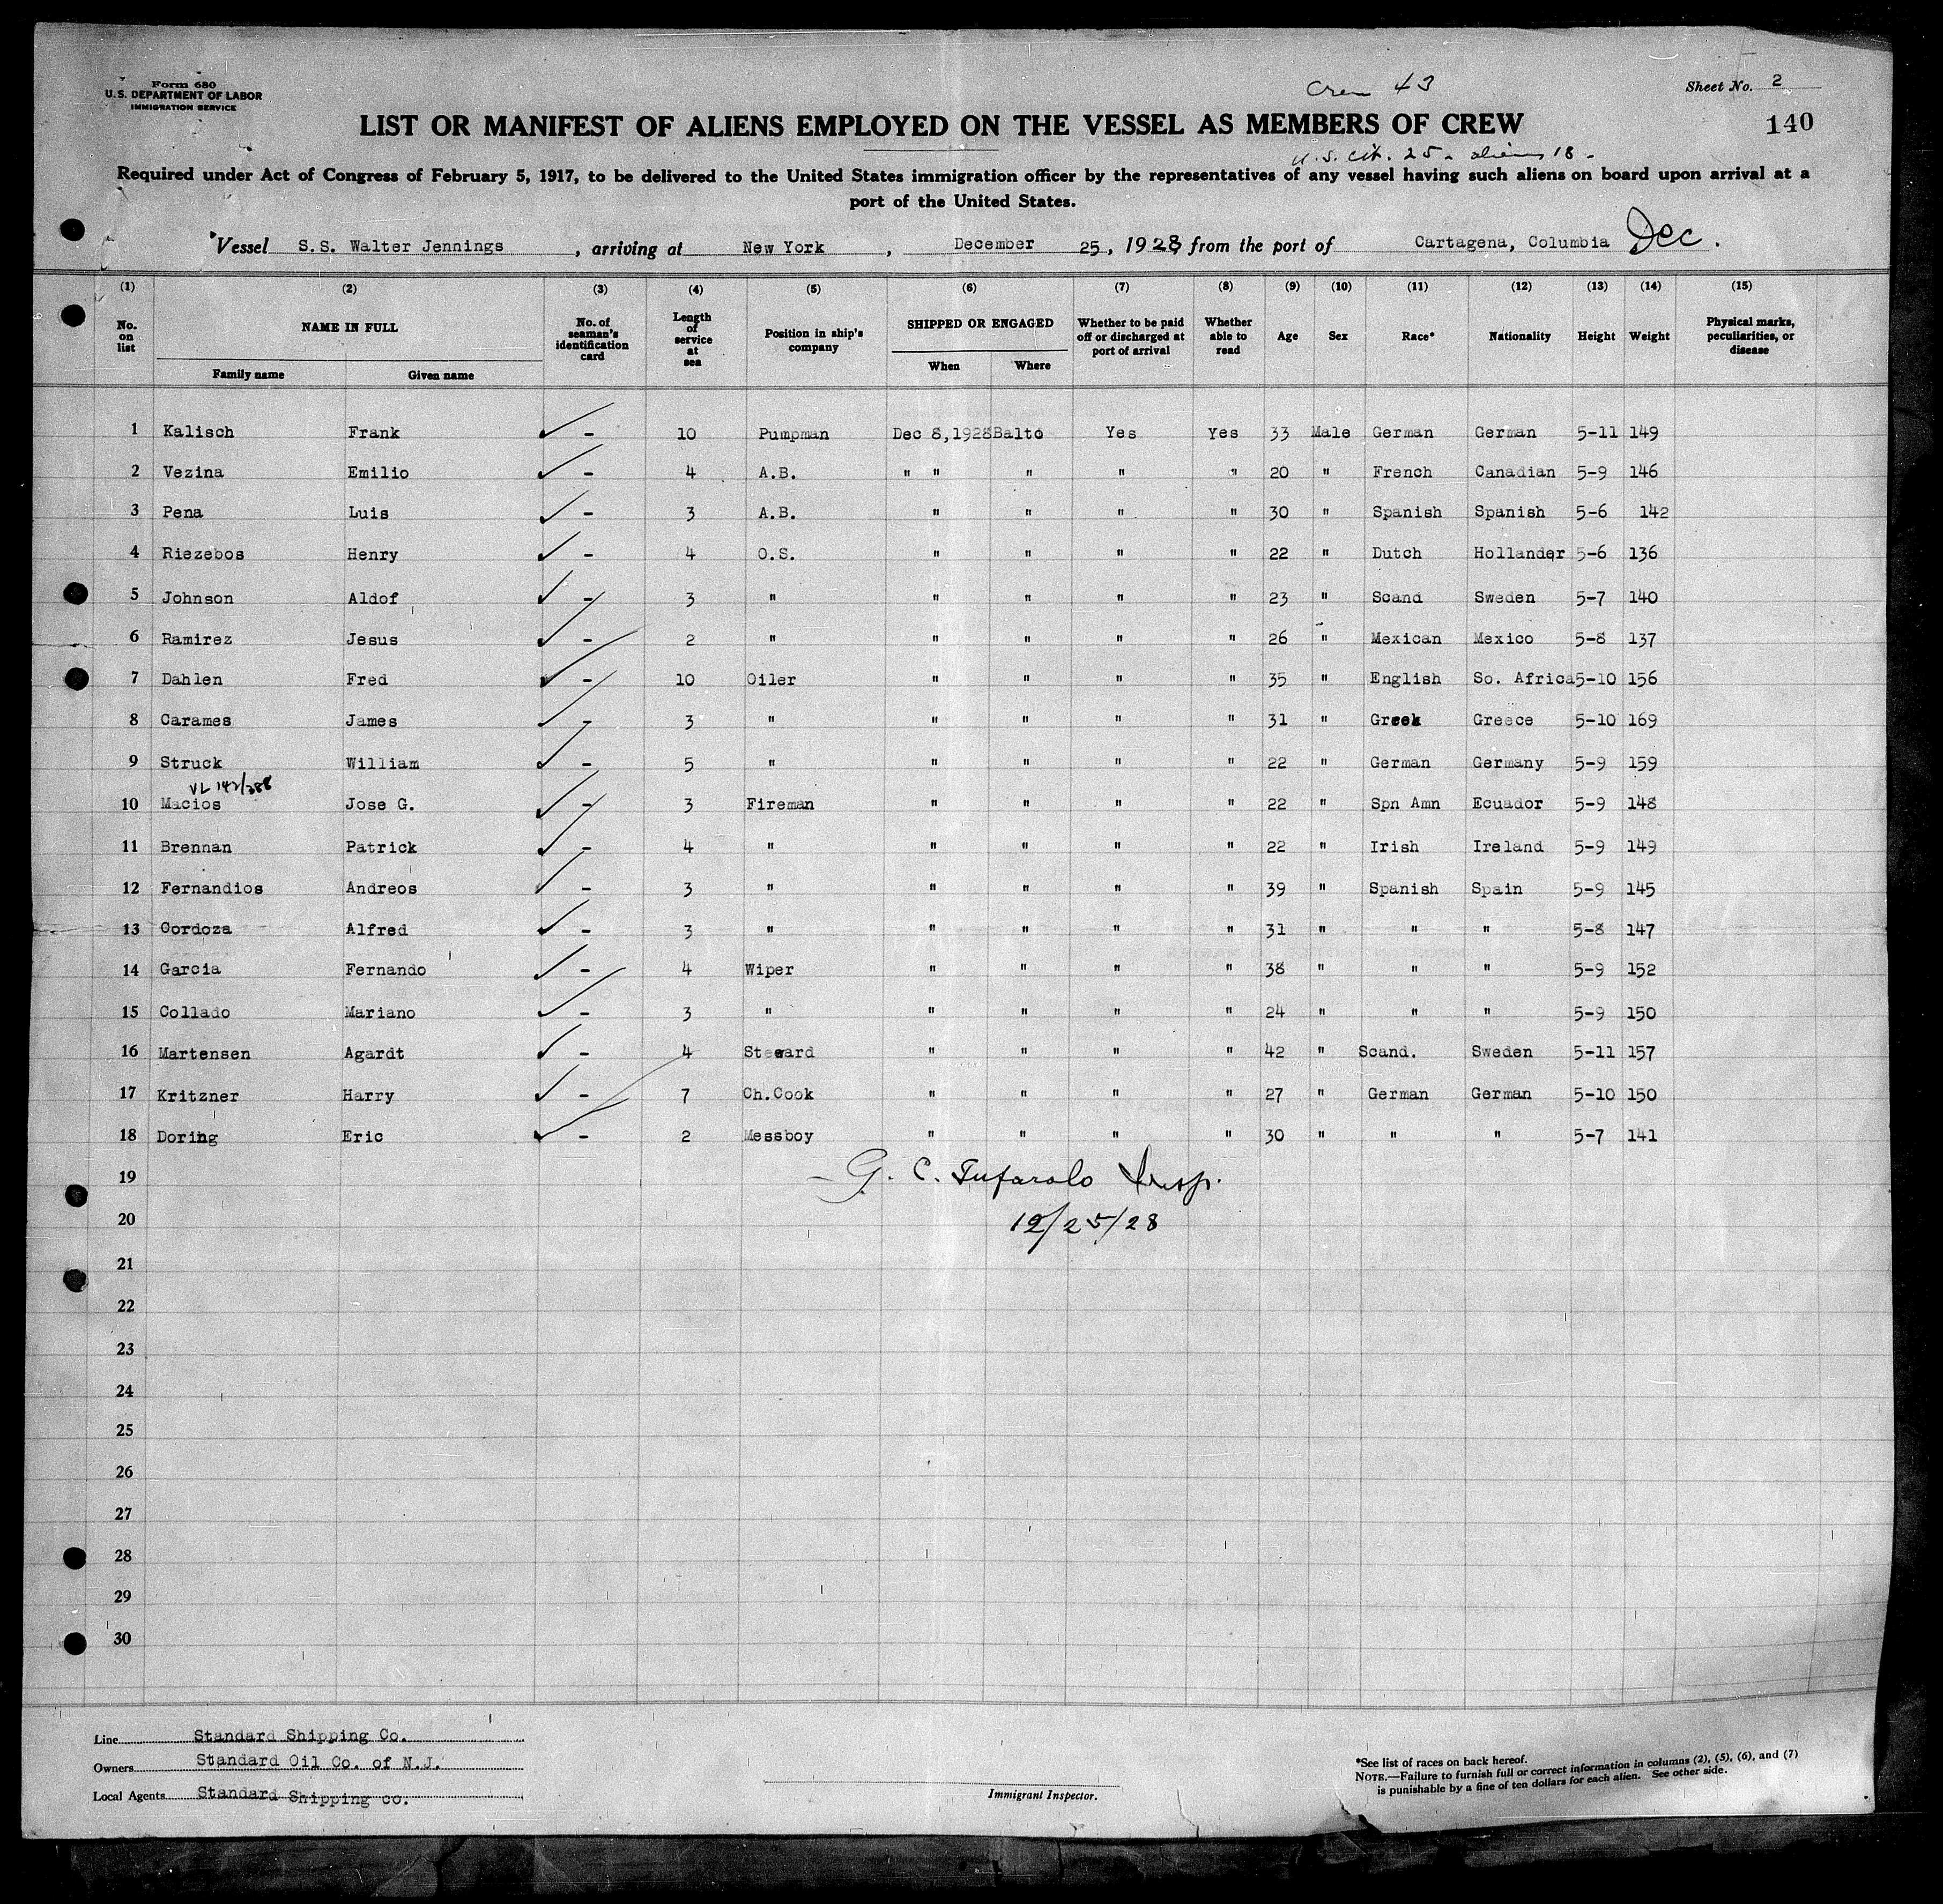 Form 680
U.S. DEPARTMENT OF LABOR
IMMIGRATION SERVICE
Crew 43
Sheet No. 2
LIST OR MANIFEST OF ALIENS EMPLOYED ON THE VESSEL AS MEMBERS OF CREW
140
U.S. cit. 25 - aliens 18 -
Required under Act of Congress of February 5, 1917, to be delivered to the United States immigration officer by the representatives of any vessel having such aliens on board upon arrival at a
port of the United States.
Vessel S.S. Walter Jennings, arriving at New York, December 25, 1928 from the port of Cartagena, Columbia Dec.
(1) (2) (3) (4) (5) (6) (7) (8) (9) (10) (11) (12) (13) (14) (15)
No. on list NAME IN FULL Family name Given name No. of seaman's identification card Length of service at sea Position in ship's company SHIPPED OR ENGAGED When Where Whether to be paid off or discharged at port of arrival Whether able to read Age Sex Race* Nationality Height Weight Physical marks, peculiarities, or disease
1 Kalisch Frank - 10 Pumpman Dec 8,1928 Balto Yes Yes 33 Male German German 5-11 149
2 Vezina Emilio - 4 A.B. " " " " " 20 " French Canadian 5-9 146
3 Pena Luis - 3 A.B. " " " " 30 " Spanish Spanish 5-6 142
4 Riezebos Henry - 4 O.S. " " " " 22 " Dutch Hollander 5-6 136
5 Johnson Aldof - 3 " " " " " 23 " Scand Sweden 5-7 140
6 Ramirez Jesus - 2 " " " " " 26 " Mexican Mexico 5-8 137
7 Dahlen Fred - 10 Oiler " " " " 35 " English So. Africa 5-10 156
8 Carames James - 3 " " " " " 31 " Greek Greece 5-10 169
9 Struck William - 5 " " " " " 22 " German Germany 5-9 159
VL 142/388
10 Macios Jose G. - 3 Fireman " " " " 22 " Spn Amn Ecuador 5-9 148
11 Brennan Patrick - 4 " " " " " 22 " Irish Ireland 5-9 149
12 Fernandios Andreos - 3 " " " " " 39 " Spanish Spain 5-9 145
13 Cordoza Alfred - 3 " " " " " 31 " " " 5-8 147
14 Garcia Fernando - 4 Wiper " " " " 38 " " " 5-9 152
15 Collado Mariano - 3 " " " " " 24 " " " 5-9 150
16 Martensen Agardt - 4 Steward " " " " 42 " Scand. Sweden 5-11 157
17 Kritzner Harry - 7 Ch.Cook " " " " 27 " German German 5-10 150
18 Doring Eric - 2 Messboy " " " " 30 " " " 5-7 141
19 G. C. Tufarolo Insp.
20 12/25/28
21
22
23
24
25
26
27
28
29
30
Line Standard Shipping Co.
Owners Standard Oil Co. of N.J.
Local Agents Standard Shipping co.
Immigrant Inspector.
*See list of races on back hereof.
NOTE.—Failure to furnish full or correct information in columns (2), (5), (6), and (7)
is punishable by a fine of ten dollars for each alien. See other side.